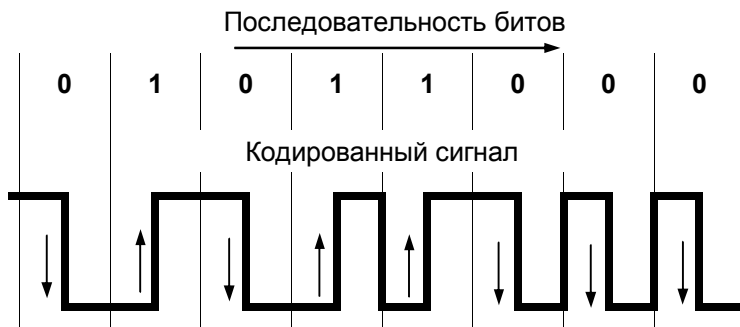 Последовательность битов
0 1 0 1 1 0 0 0
Кодированный сигнал